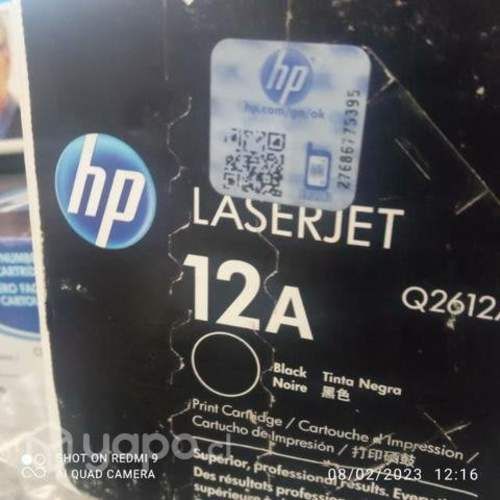 hp
hp.com/go/ok
27686775395
hp
LASERJET
12A
Q2612A
Black Tinta Negra
Noire 黑色
Print Cartridge / Cartouche d'Impression /
Cartucho de Impresión / 打印硒鼓
Superior, professional results.
Des résultats professionnels
yapo.cl
SHOT ON REDMI 9
AI QUAD CAMERA
08/02/2023 12:16